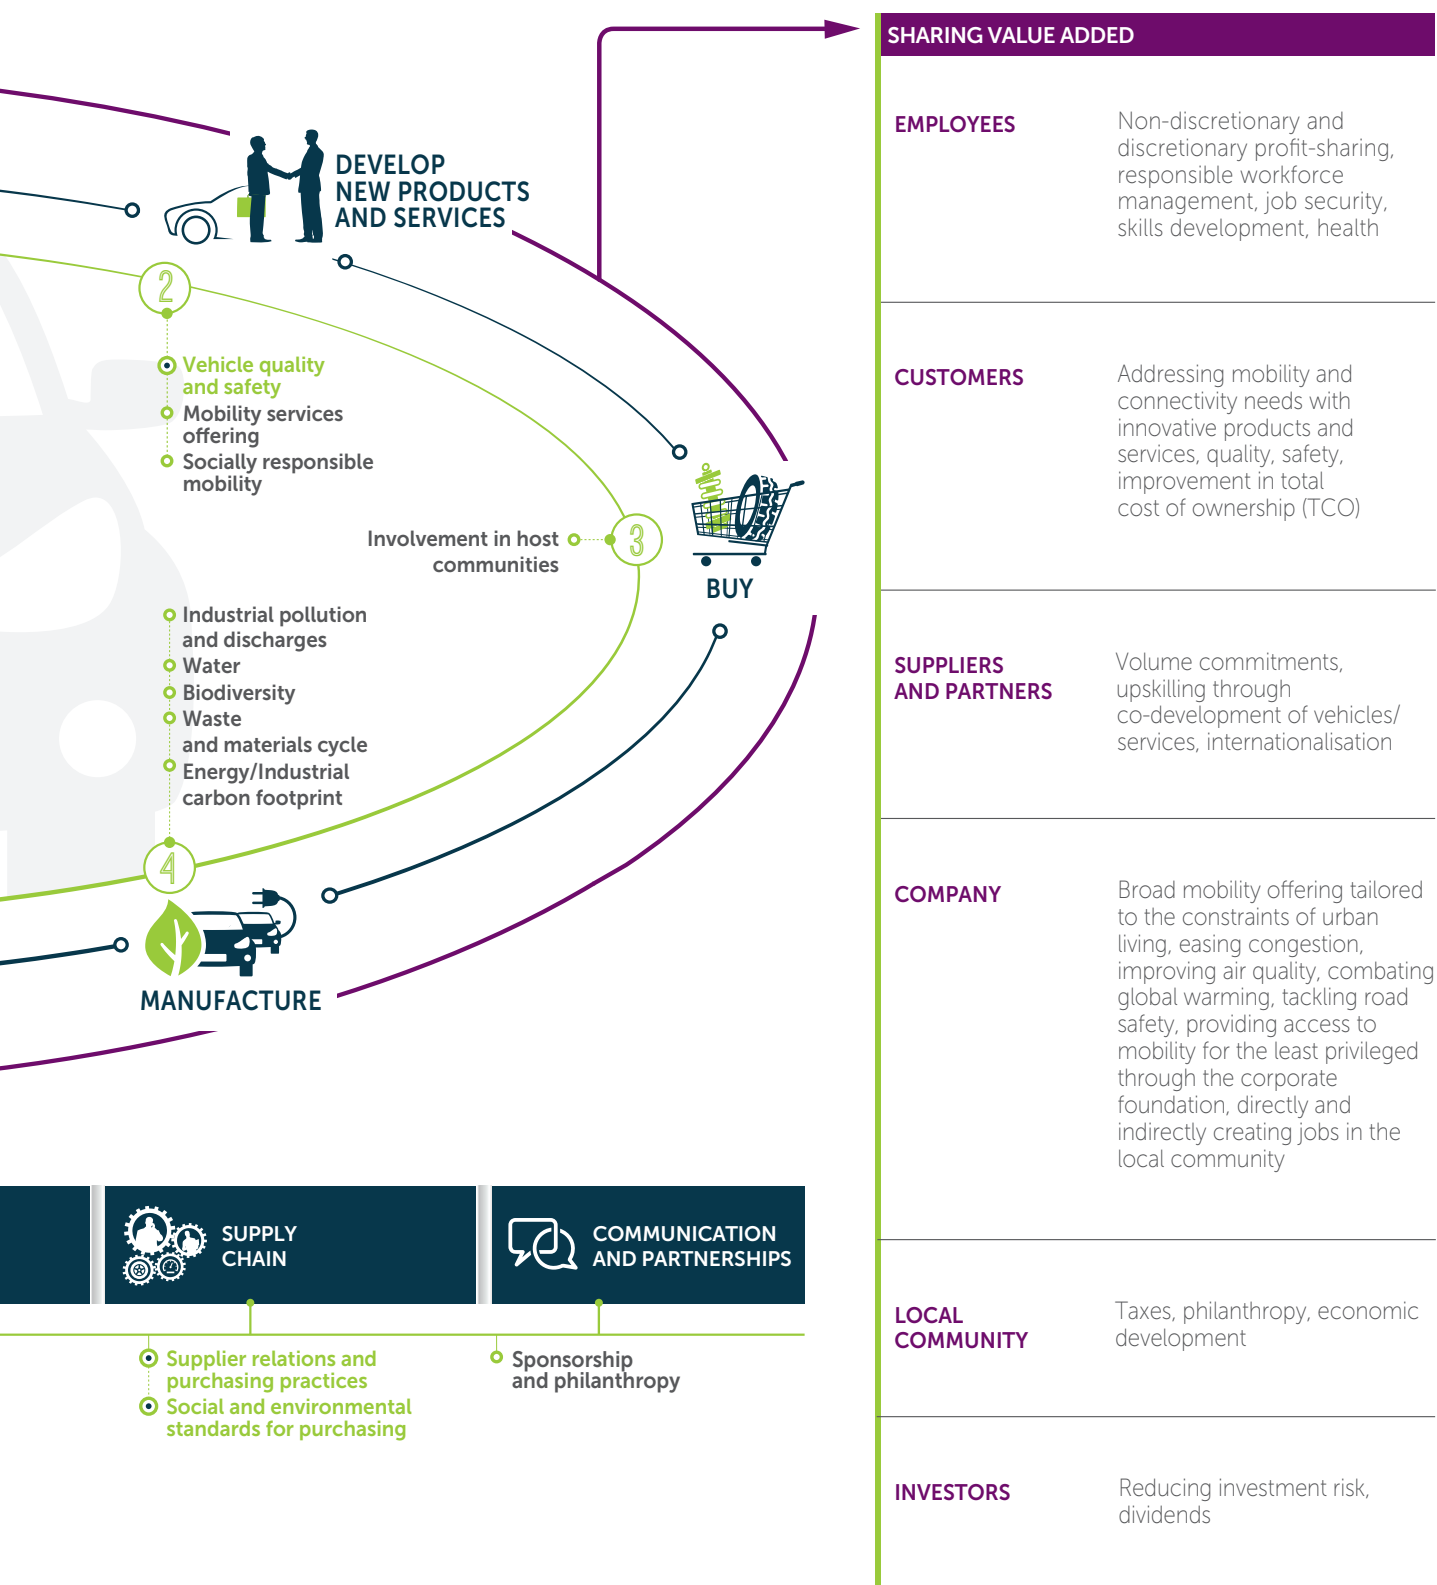 DEVELOP
NEW PRODUCTS
AND SERVICES
2
Vehicle quality
and safety
Mobility services
offering
Socially responsible
mobility
Involvement in host
communities
3
BUY
Industrial pollution
and discharges
Water
Biodiversity
Waste
and materials cycle
Energy/Industrial
carbon footprint
4
MANUFACTURE
SUPPLY
CHAIN
Supplier relations and
purchasing practices
Social and environmental
standards for purchasing
COMMUNICATION
AND PARTNERSHIPS
Sponsorship
and philanthropy
SHARING VALUE ADDED
EMPLOYEES
Non-discretionary and
discretionary profit-sharing,
responsible workforce
management, job security,
skills development, health
CUSTOMERS
Addressing mobility and
connectivity needs with
innovative products and
services, quality, safety,
improvement in total
cost of ownership (TCO)
SUPPLIERS
AND PARTNERS
Volume commitments,
upskilling through
co-development of vehicles/
services, internationalisation
COMPANY
Broad mobility offering tailored
to the constraints of urban
living, easing congestion,
improving air quality, combating
global warming, tackling road
safety, providing access to
mobility for the least privileged
through the corporate
foundation, directly and
indirectly creating jobs in the
local community
LOCAL
COMMUNITY
Taxes, philanthropy, economic
development
INVESTORS
Reducing investment risk,
dividends